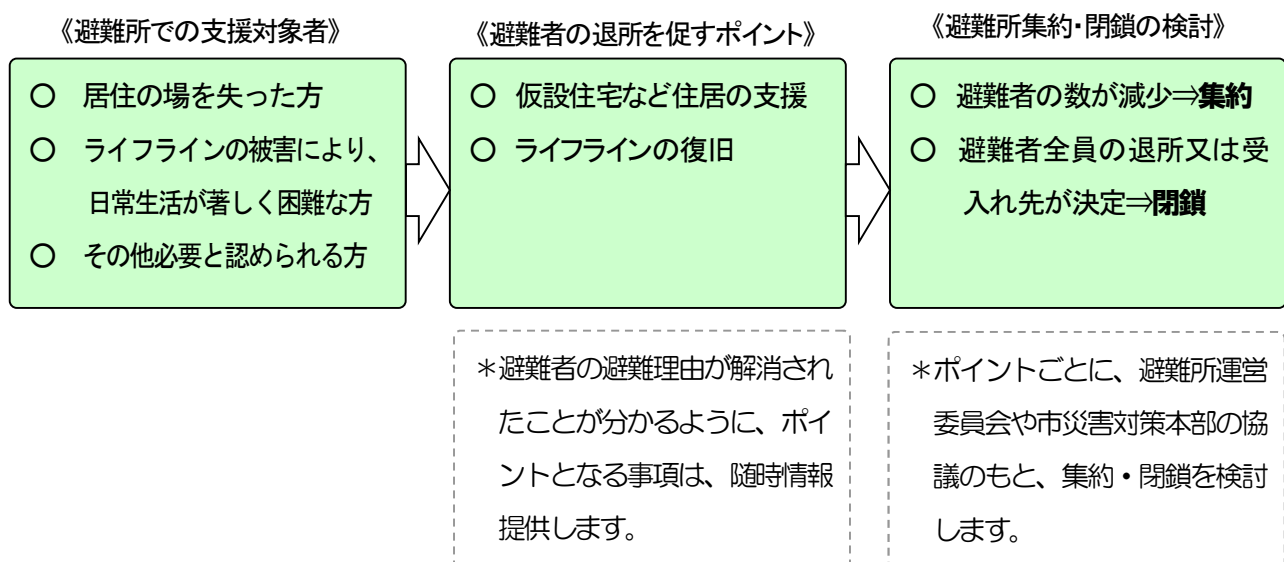 《避難所での支援対象者》
○ 居住の場を失った方
○ ライフラインの被害により、
日常生活が著しく困難な方
○ その他必要と認められる方
《避難者の退所を促すポイント》
○ 仮設住宅など住居の支援
○ ライフラインの復旧
＊避難者の避難理由が解消され
たことが分かるように、ポイ
ントとなる事項は、随時情報
提供します。
《避難所集約・閉鎖の検討》
○ 避難者の数が減少⇒集約
○ 避難者全員の退所又は受
入れ先が決定⇒閉鎖
＊ポイントごとに、避難所運営
委員会や市災害対策本部の協
議のもと、集約・閉鎖を検討
します。